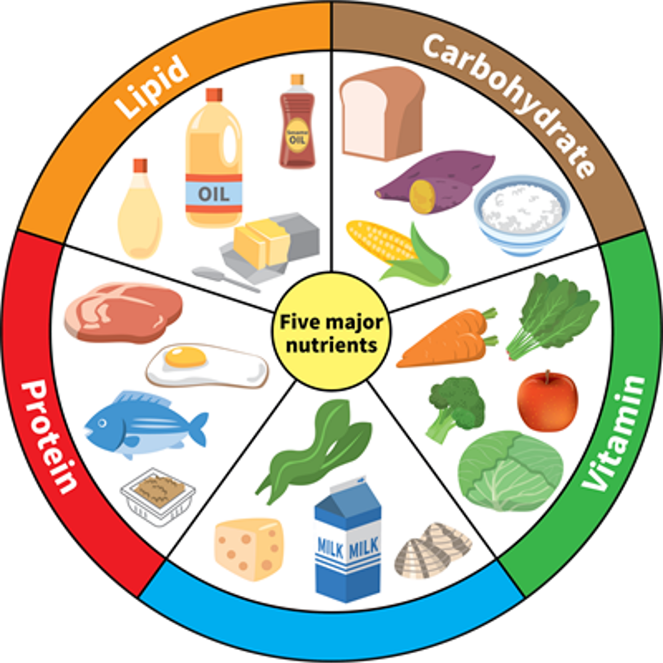 Lipid
Carbohydrate
Sesame
OIL
OIL
Five major
nutrients
Protein
Vitamin
MILK MILK